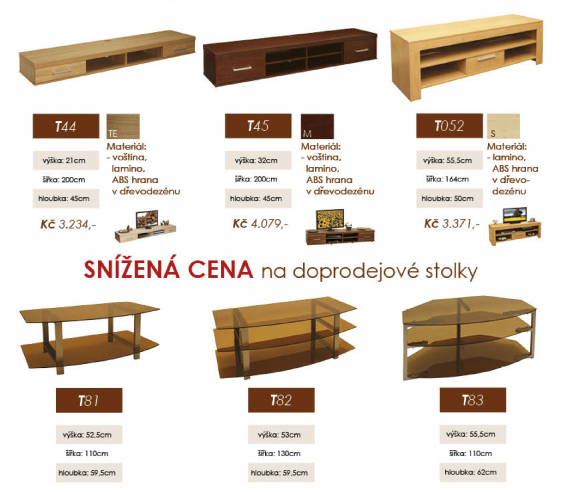 T44
TE
Materiál:
- voština,
lamino,
ABS hrana
v dřevodezénu
výška: 21cm
šířka: 200cm
hloubka: 45cm
Kč 3.234,-
T45
M
Materiál:
- voština,
lamino,
ABS hrana
v dřevodezénu
výška: 32cm
šířka: 200cm
hloubka: 45cm
Kč 4.079,-
T052
S
Materiál:
- lamino,
ABS hrana
v dřevo-
dezénu
výška: 55,5cm
šířka: 164cm
hloubka: 50cm
Kč 3.371,-
SNÍŽENÁ CENA na doprodejové stolky
T81
výška: 52,5cm
šířka: 110cm
hloubka: 59,5cm
T82
výška: 53cm
šířka: 130cm
hloubka: 59,5cm
T83
výška: 55,5cm
šířka: 110cm
hloubka: 62cm